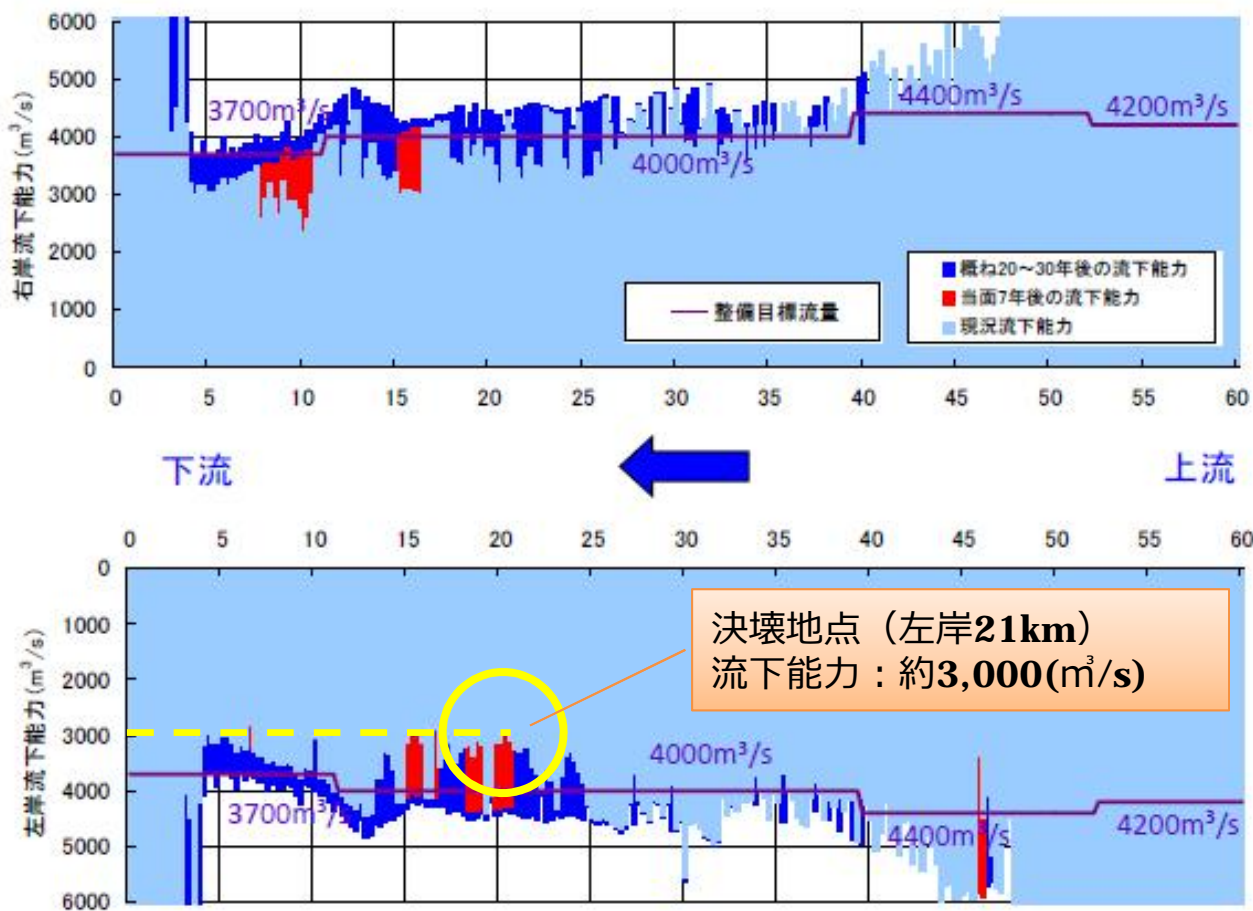 6000
5000
4000
3000
2000
1000
0
右岸流下能力(m³/s)
3700m³/s
4000m³/s
4400m³/s
4200m³/s
整備目標流量
概ね20～30年後の流下能力
当面7年後の流下能力
現況流下能力
0 5 10 15 20 25 30 35 40 45 50 55 60
下流
上流
0 5 10 15 20 25 30 35 40 45 50 55 60
0
1000
2000
3000
4000
5000
6000
左岸流下能力(m³/s)
決壊地点（左岸21km）
流下能力：約3,000(㎥/s)
4000m³/s
3700m³/s
4400m³/s
4200m³/s